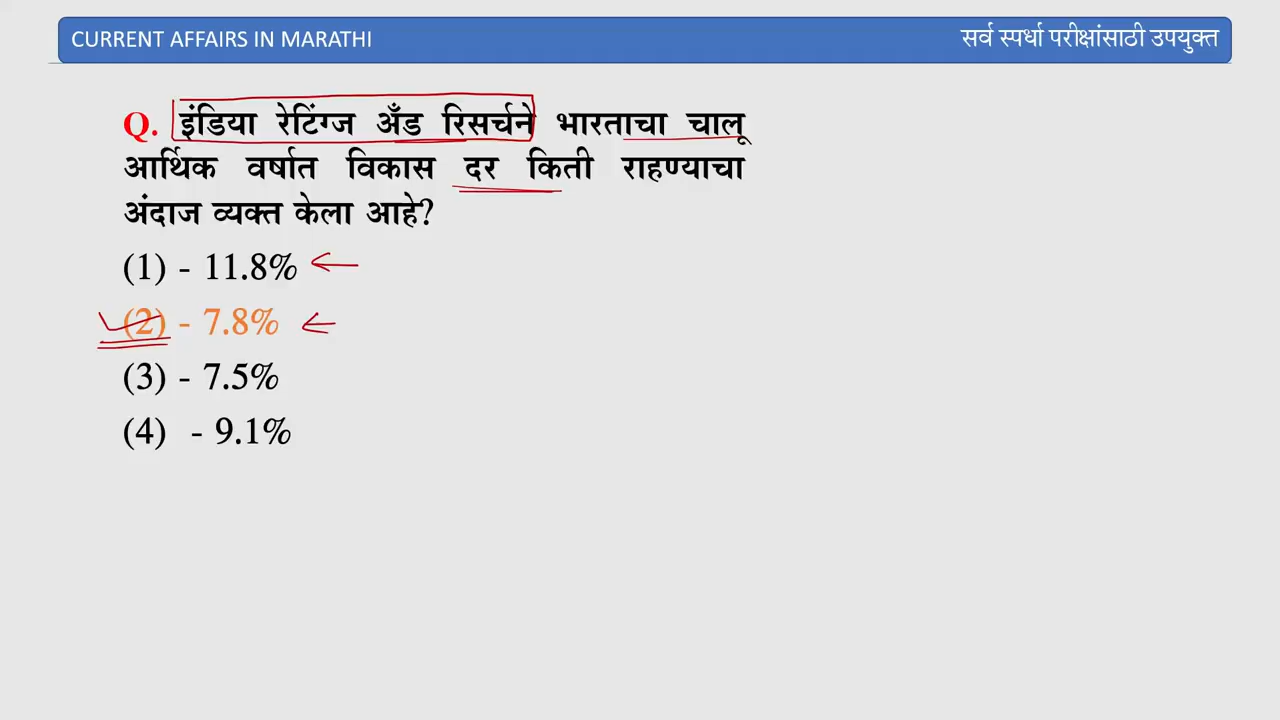 CURRENT AFFAIRS IN MARATHI
सर्व स्पर्धा परीक्षांसाठी उपयुक्त
Q. इंडिया रेटिंग्ज अँड रिसर्चने भारताचा चालू
आर्थिक वर्षात विकास दर किती राहण्याचा
अंदाज व्यक्त केला आहे?
(1) - 11.8%
(2) - 7.8%
(3) - 7.5%
(4) - 9.1%